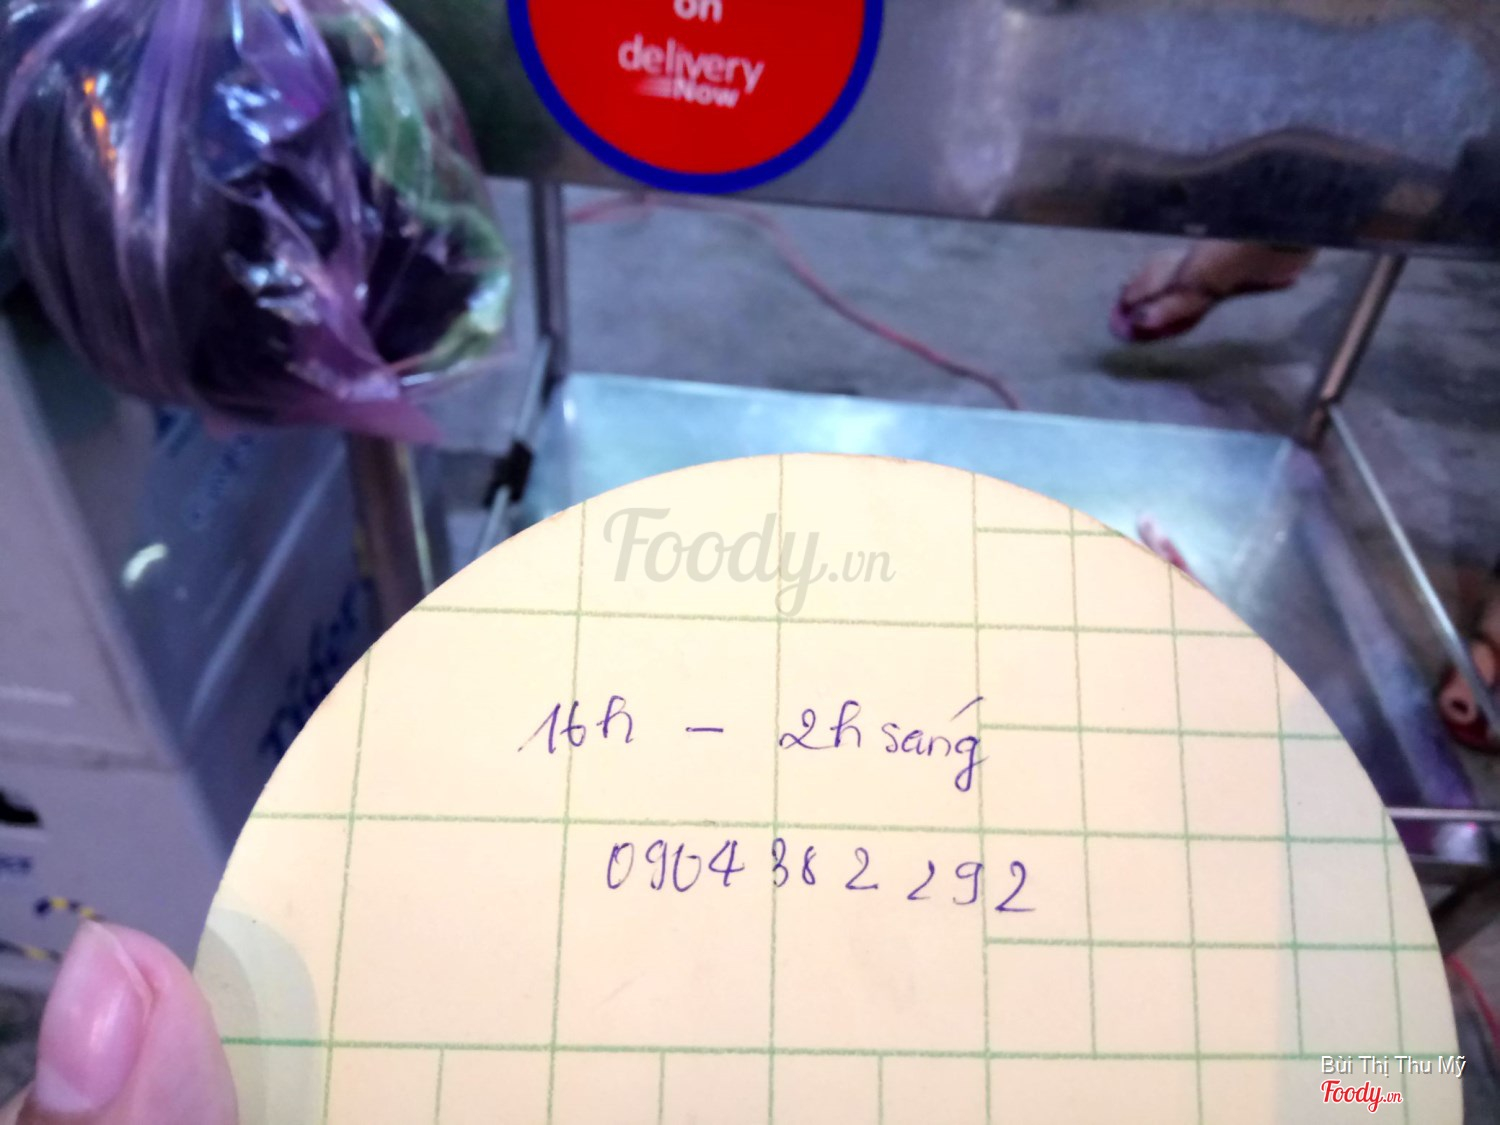 on
delivery
Now
Foody.vn
16h - 2h sáng
0904 382 292
Bùi Thị Thu Mỹ
Foody.vn